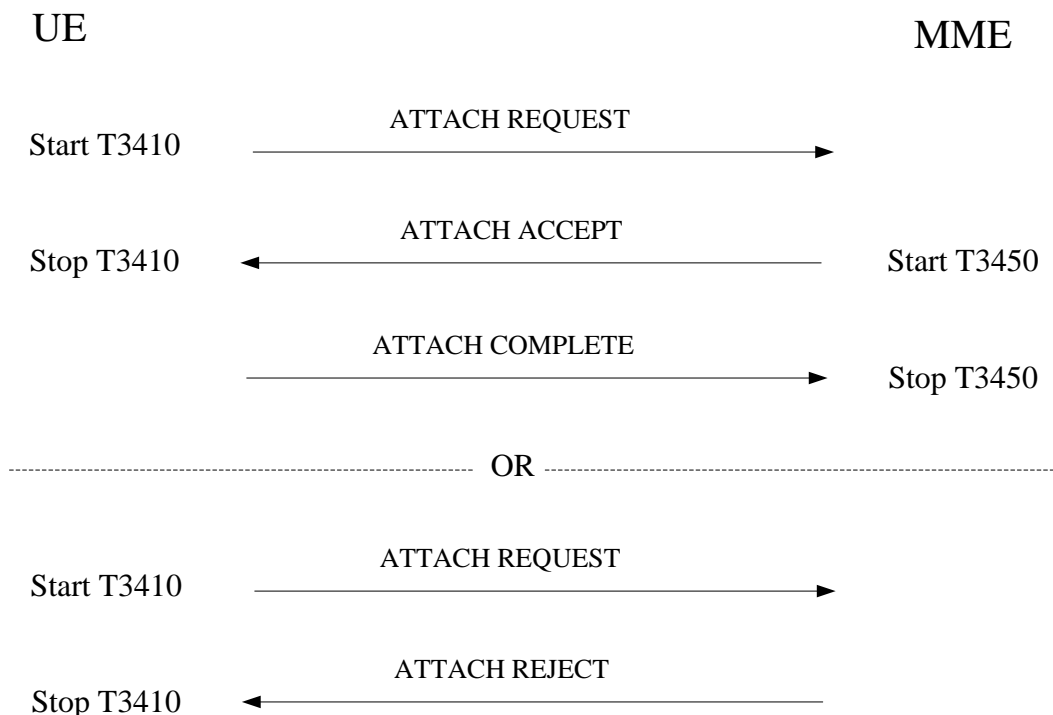 UE
MME
ATTACH REQUEST
Start T3410
ATTACH ACCEPT
Stop T3410
Start T3450
ATTACH COMPLETE
Stop T3450
OR
ATTACH REQUEST
Start T3410
ATTACH REJECT
Stop T3410